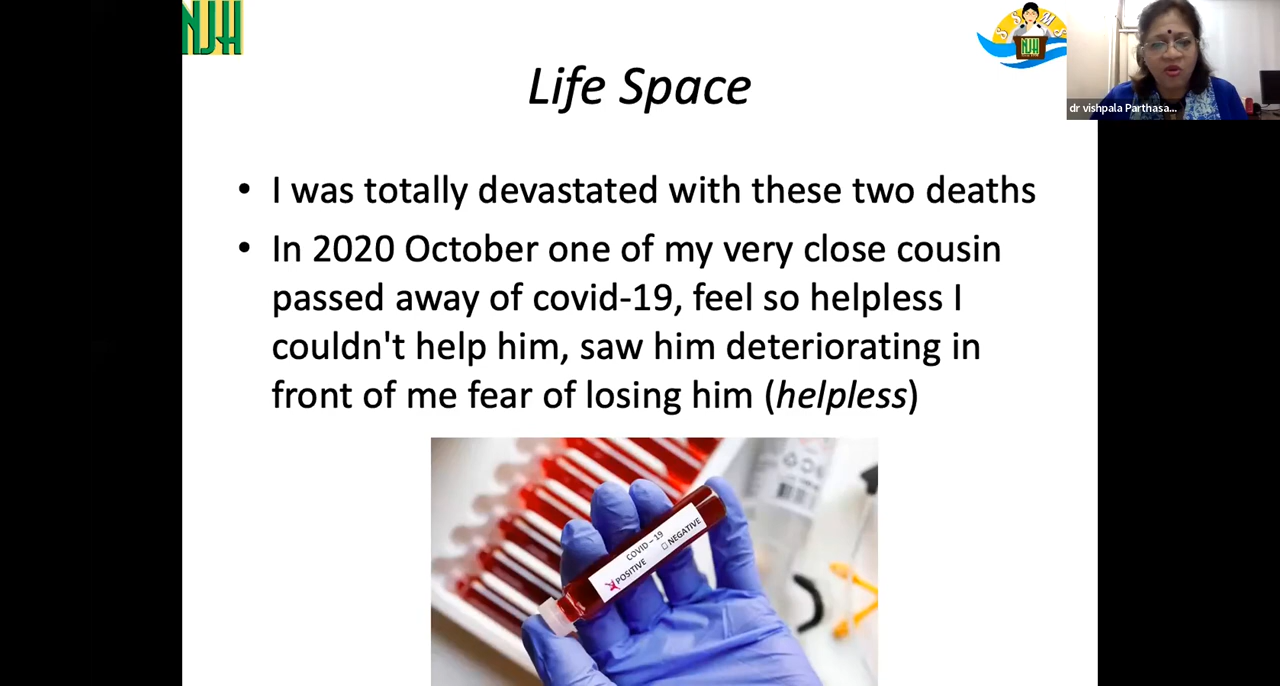 NJH
S S M
NJH
Life Space
dr vishpala Parthasa...
• I was totally devastated with these two deaths
• In 2020 October one of my very close cousin
passed away of covid-19, feel so helpless I
couldn't help him, saw him deteriorating in
front of me fear of losing him (helpless)
COVID – 19
POSITIVE ☐ NEGATIVE